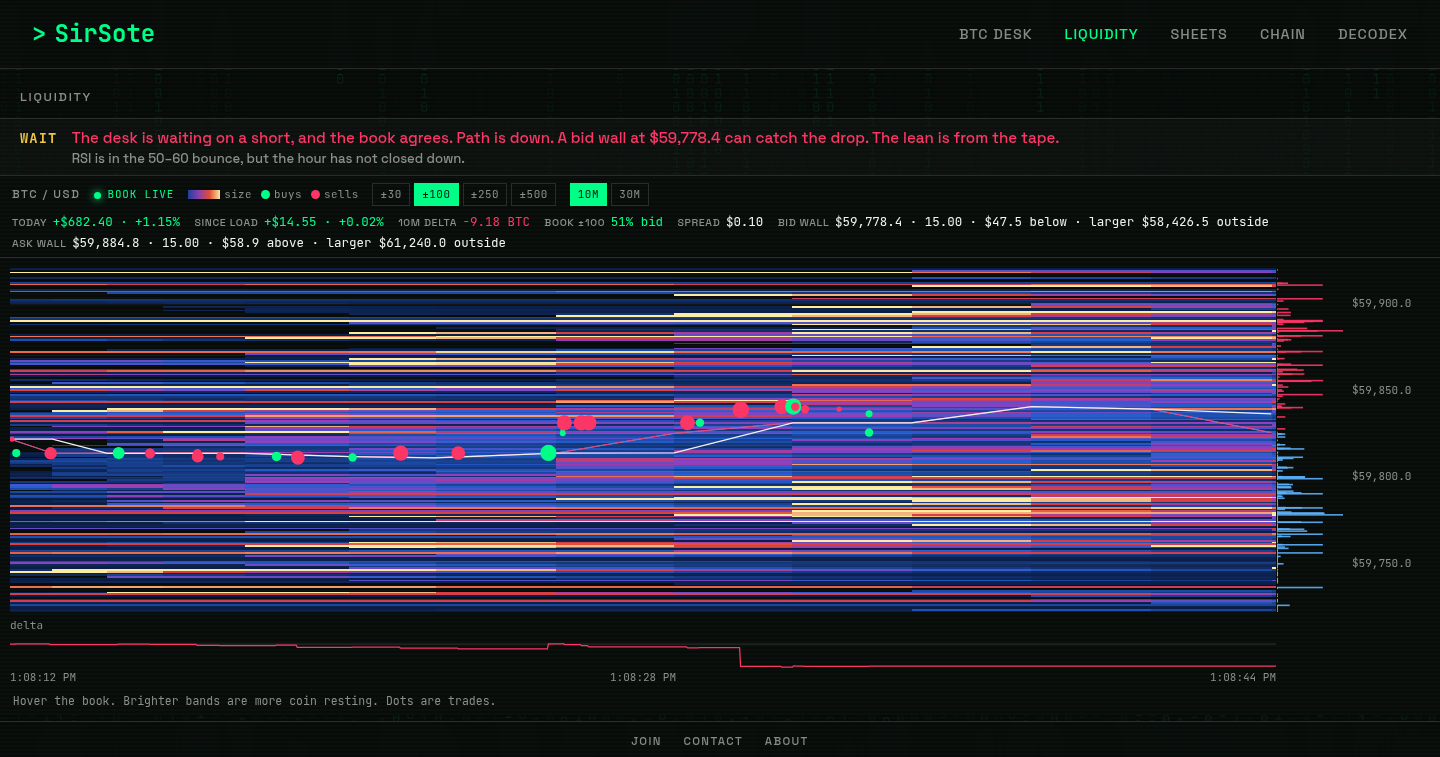 > SirSote
BTC DESK LIQUIDITY SHEETS CHAIN DECODEX
LIQUIDITY
WAIT The desk is waiting on a short, and the book agrees. Path is down. A bid wall at $59,778.4 can catch the drop. The lean is from the tape.
RSI is in the 50–60 bounce, but the hour has not closed down.
BTC / USD BOOK LIVE size buys sells ±30 ±100 ±250 ±500 10M 30M
TODAY +$682.40 · +1.15% SINCE LOAD +$14.55 · +0.02% 10M DELTA -9.18 BTC BOOK ±100 51% bid SPREAD $0.10 BID WALL $59,778.4 · 15.00 · $47.5 below · larger $58,426.5 outside
ASK WALL $59,884.8 · 15.00 · $58.9 above · larger $61,240.0 outside
$59,900.0
$59,850.0
$59,800.0
$59,750.0
delta
1:08:12 PM 1:08:28 PM 1:08:44 PM
Hover the book. Brighter bands are more coin resting. Dots are trades.
JOIN CONTACT ABOUT